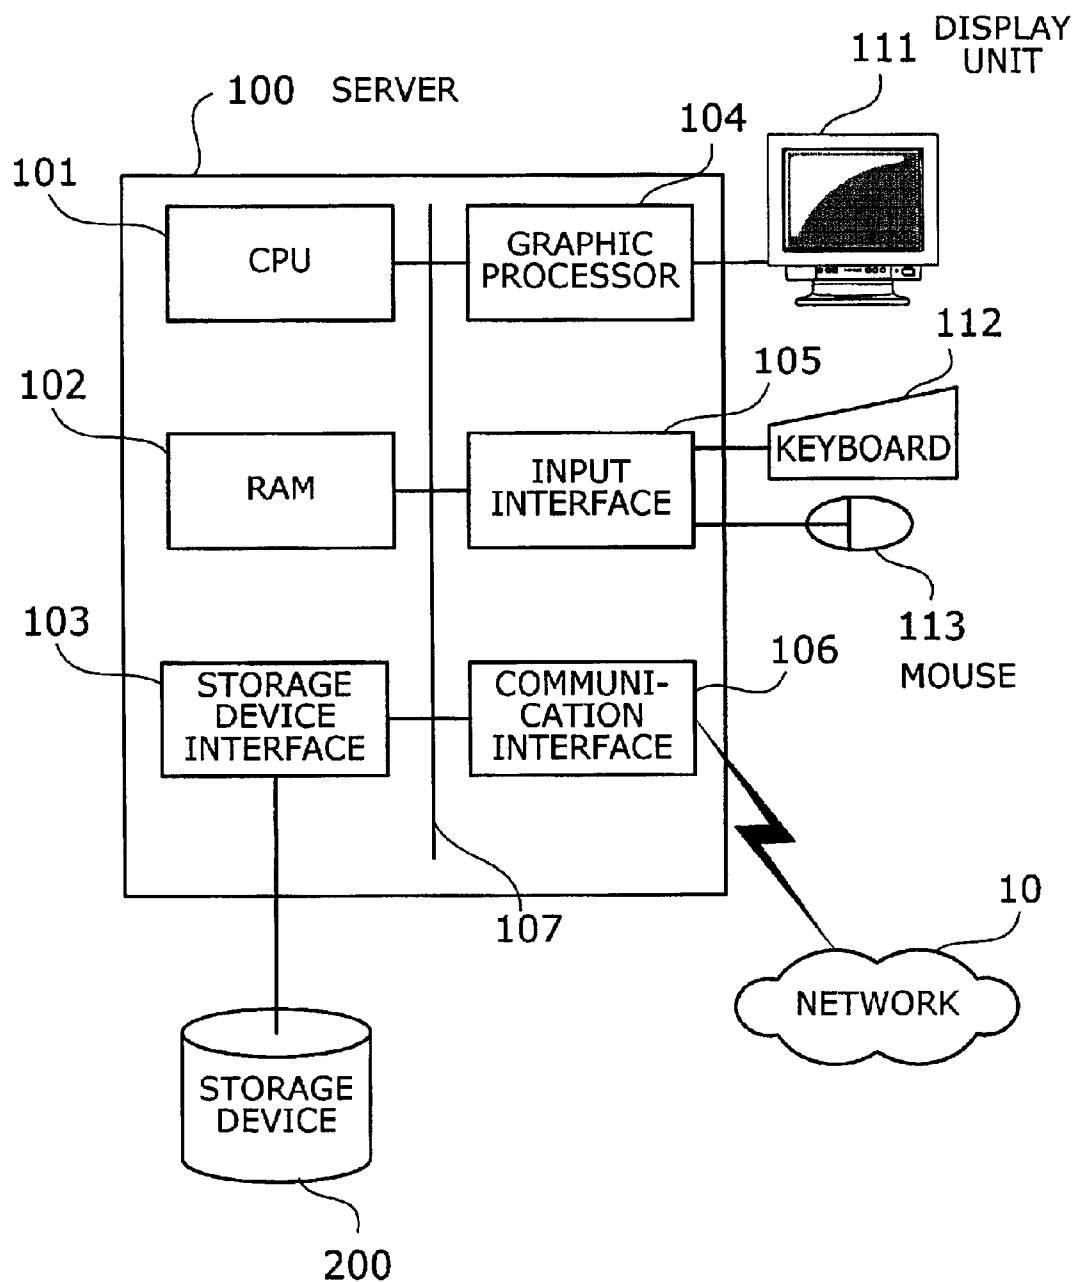 DISPLAY
UNIT
111
100 SERVER
104
101
CPU
GRAPHIC
PROCESSOR
112
105
102
KEYBOARD
RAM
INPUT
INTERFACE
103
113
MOUSE
106
STORAGE
DEVICE
INTERFACE
COMMUNI-
CATION
INTERFACE
107
10
NETWORK
STORAGE
DEVICE
200